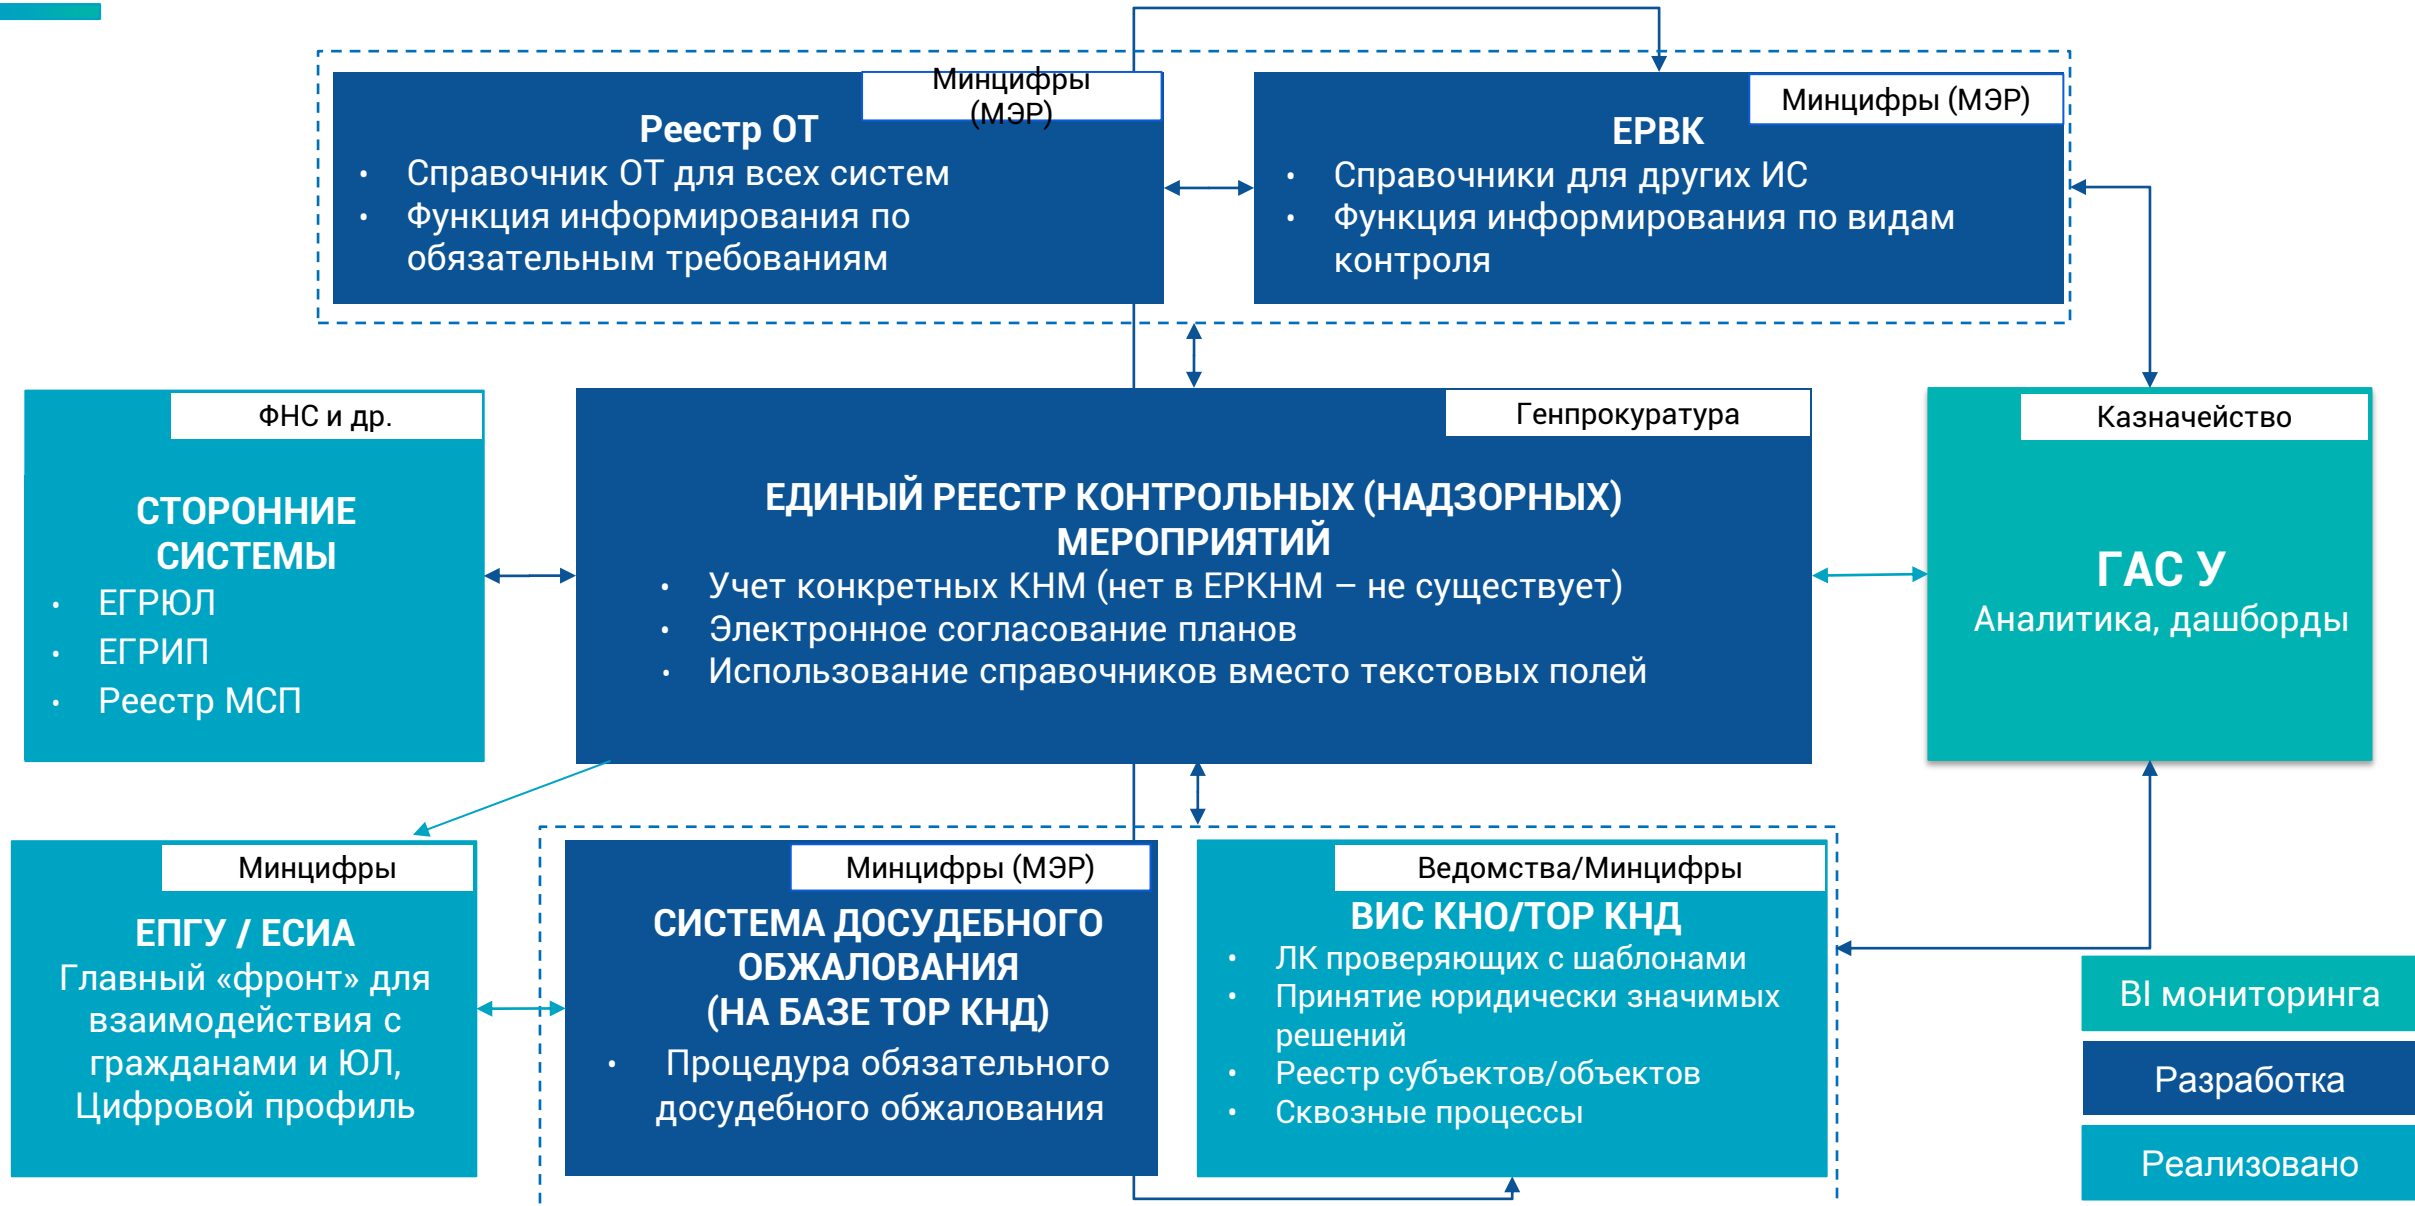 Минцифры
(МЭР)
Реестр ОТ
• Справочник ОТ для всех систем
• Функция информирования по
обязательным требованиям
Минцифры (МЭР)
ЕРВК
• Справочники для других ИС
• Функция информирования по видам
контроля
ФНС и др.
СТОРОННИЕ
СИСТЕМЫ
• ЕГРЮЛ
• ЕГРИП
• Реестр МСП
Генпрокуратура
ЕДИНЫЙ РЕЕСТР КОНТРОЛЬНЫХ (НАДЗОРНЫХ)
МЕРОПРИЯТИЙ
• Учет конкретных КНМ (нет в ЕРКНМ – не существует)
• Электронное согласование планов
• Использование справочников вместо текстовых полей
Казначейство
ГАС У
Аналитика, дашборды
Минцифры
ЕПГУ / ЕСИА
Главный «фронт» для
взаимодействия с
гражданами и ЮЛ,
Цифровой профиль
Минцифры (МЭР)
СИСТЕМА ДОСУДЕБНОГО
ОБЖАЛОВАНИЯ
(НА БАЗЕ ТОР КНД)
• Процедура обязательного
досудебного обжалования
Ведомства/Минцифры
ВИС КНО/ТОР КНД
• ЛК проверяющих с шаблонами
• Принятие юридически значимых
решений
• Реестр субъектов/объектов
• Сквозные процессы
BI мониторинга
Разработка
Реализовано